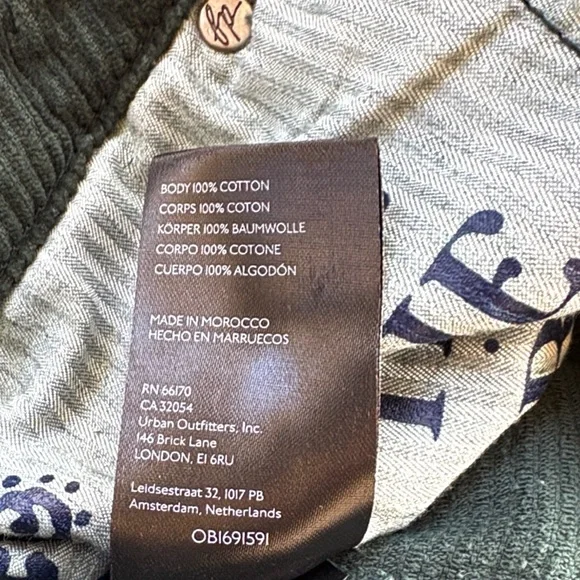 BODY 100% COTTON
CORPS 100% COTON
KÖRPER 100% BAUMWOLLE
CORPO 100% COTONE
CUERPO 100% ALGODÓN
MADE IN MOROCCO
HECHO EN MARRUECOS
RN 66170
CA 32054
Urban Outfitters, Inc.
146 Brick Lane
LONDON, E1 6RU
Leidsestraat 32, 1017 PB
Amsterdam, Netherlands
OB1691591